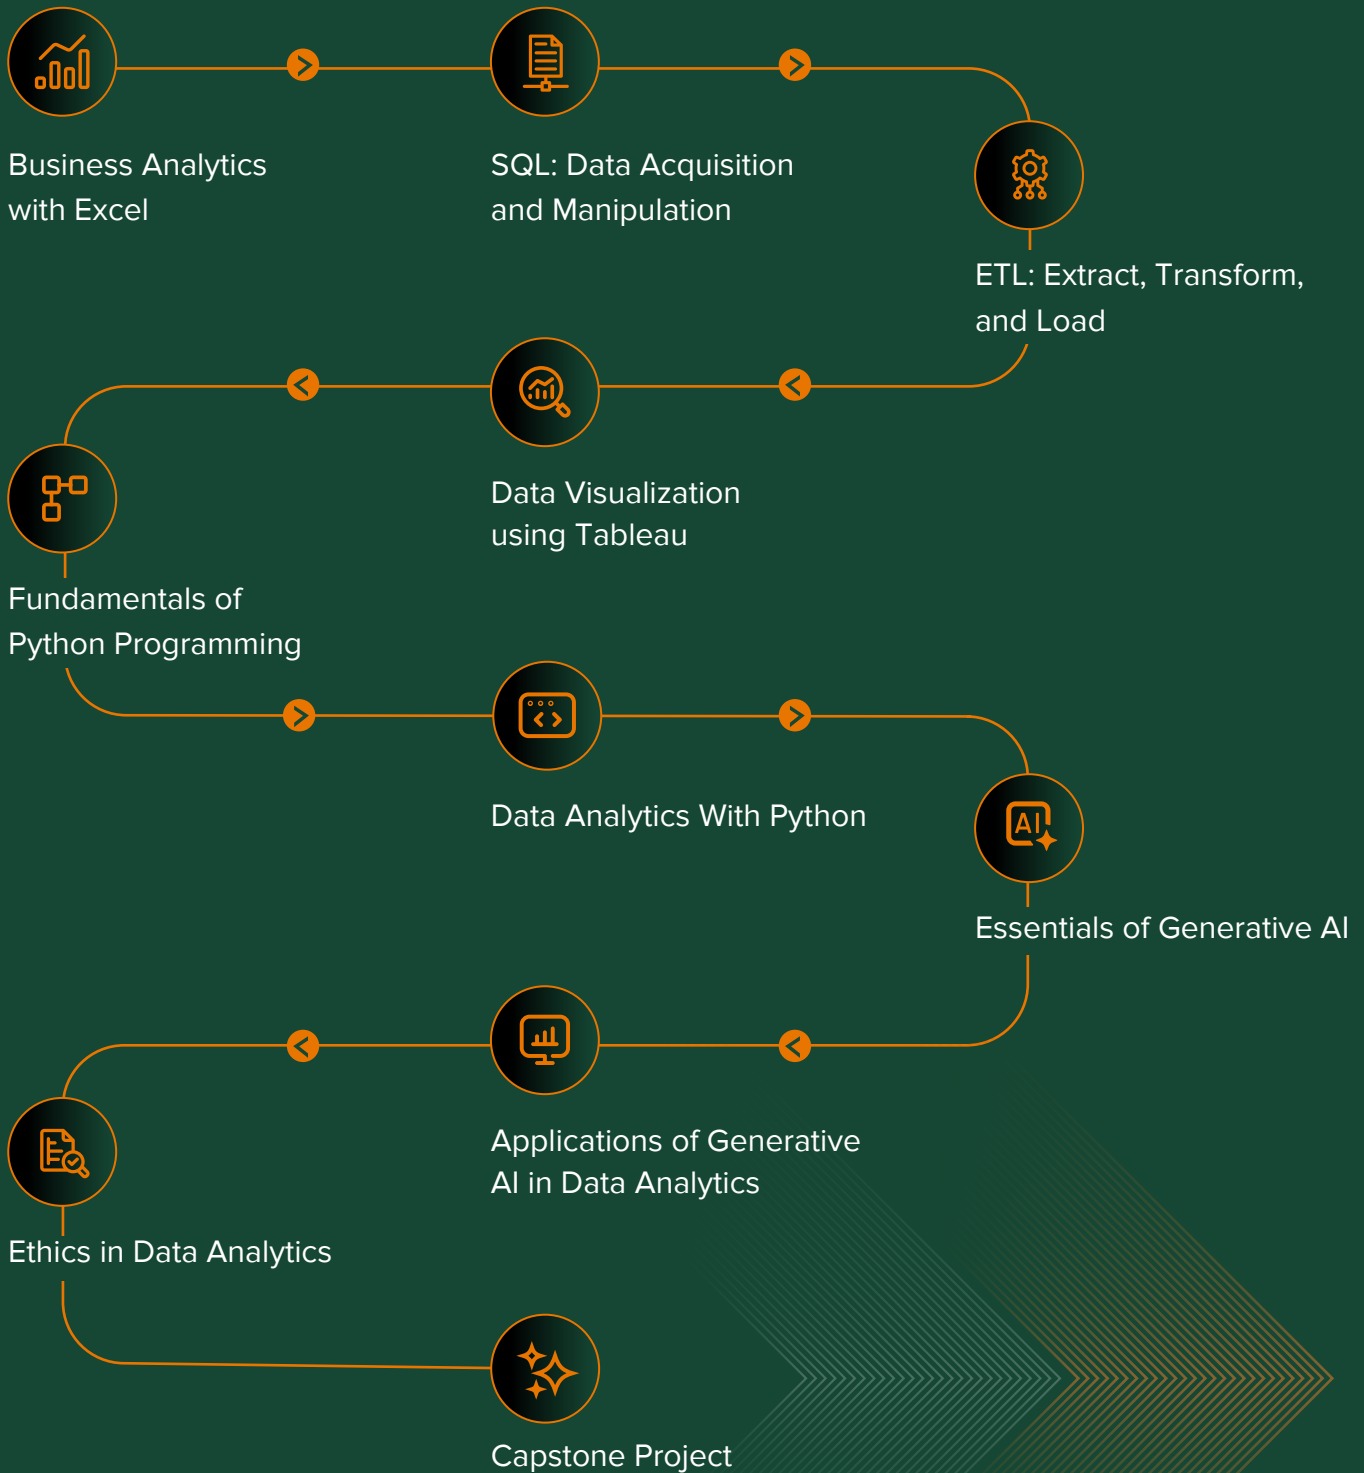 Business Analytics
with Excel
SQL: Data Acquisition
and Manipulation
ETL: Extract, Transform,
and Load
Data Visualization
using Tableau
Fundamentals of
Python Programming
Data Analytics With Python
AI
Essentials of Generative AI
Applications of Generative
AI in Data Analytics
Ethics in Data Analytics
Capstone Project